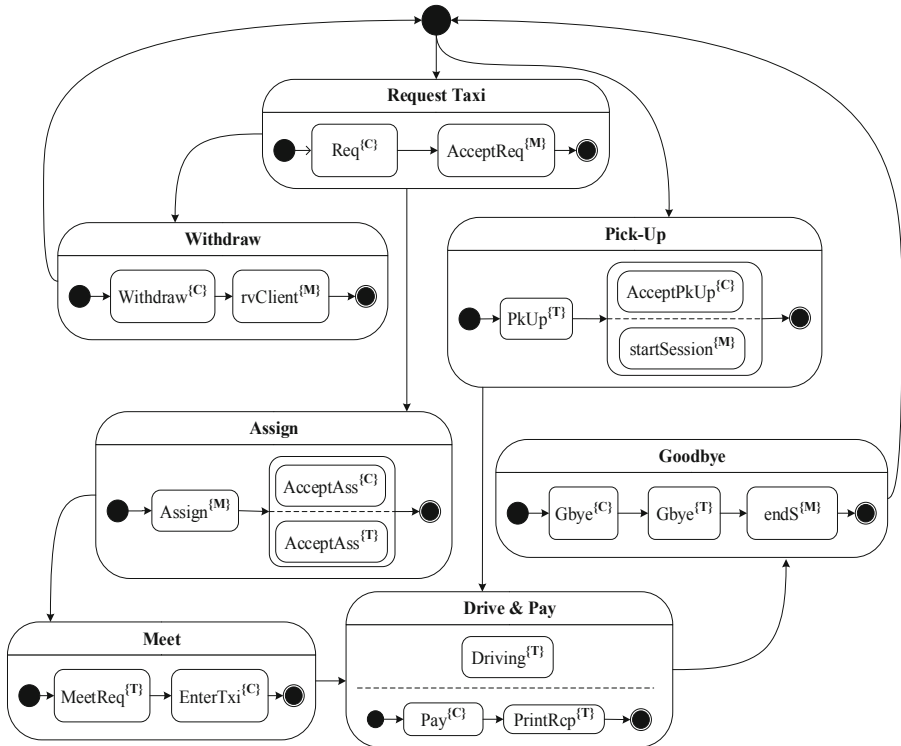 Request Taxi
Req{C} AcceptReq{M}
Withdraw
Withdraw{C} rvClient{M}
Pick-Up
PkUp{T}
AcceptPkUp{C}
startSession{M}
Assign
Assign{M}
AcceptAss{C}
AcceptAss{T}
Goodbye
Gbye{C} Gbye{T} endS{M}
Meet
MeetReq{T} EnterTxi{C}
Drive & Pay
Driving{T}
Pay{C} PrintRcp{T}